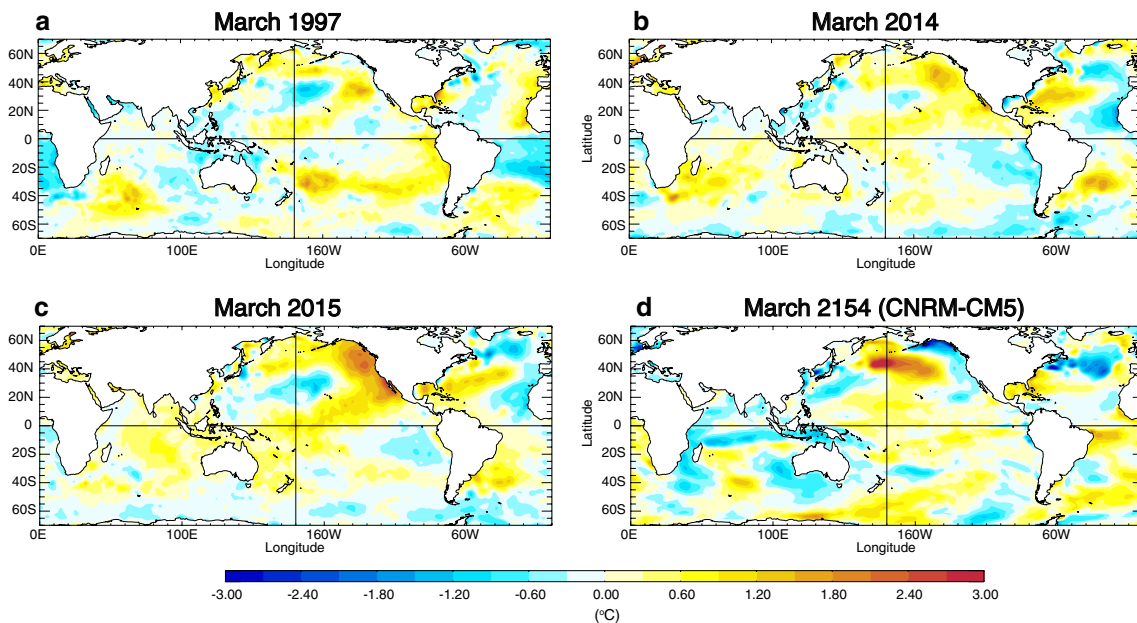 a March 1997
60N
40N
20N
0
20S
40S
60S
0E 100E 160W 60W
Longitude
b March 2014
Latitude
60N
40N
20N
0
20S
40S
60S
0E 100E 160W 60W
Longitude
c March 2015
60N
40N
20N
0
20S
40S
60S
0E 100E 160W 60W
Longitude
d March 2154 (CNRM-CM5)
Latitude
60N
40N
20N
0
20S
40S
60S
0E 100E 160W 60W
Longitude
-3.00 -2.40 -1.80 -1.20 -0.60 0.00 0.60 1.20 1.80 2.40 3.00
(°C)